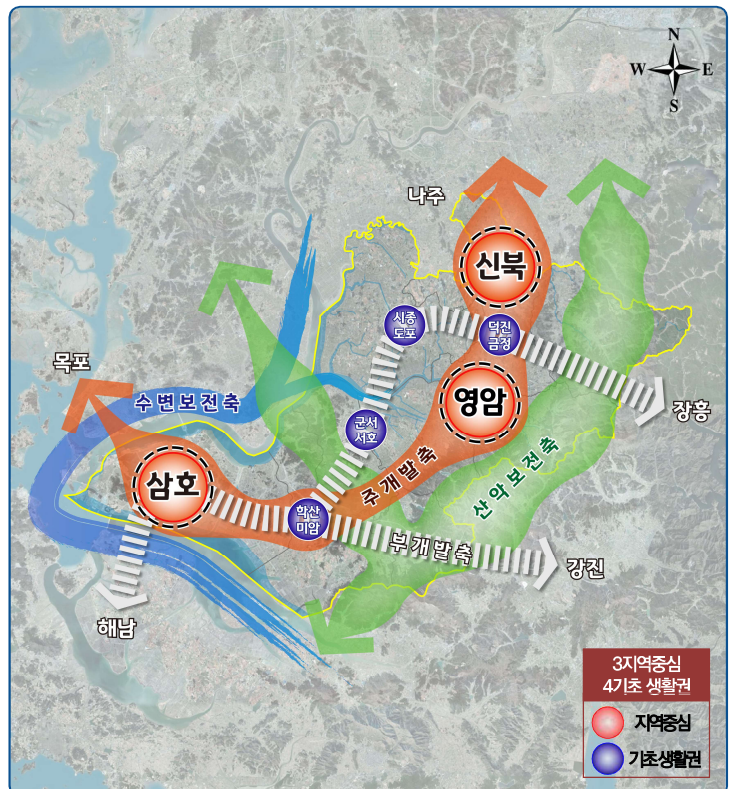 N
W
E
S
나주
신북
시종
도포
덕진
금정
목포
수변보전축
영암
장흥
군서
서호
주개발축
산악보전축
삼호
학산
미암
부개발축
강진
해남
3지역중심
4기초 생활권
지역중심
기초생활권